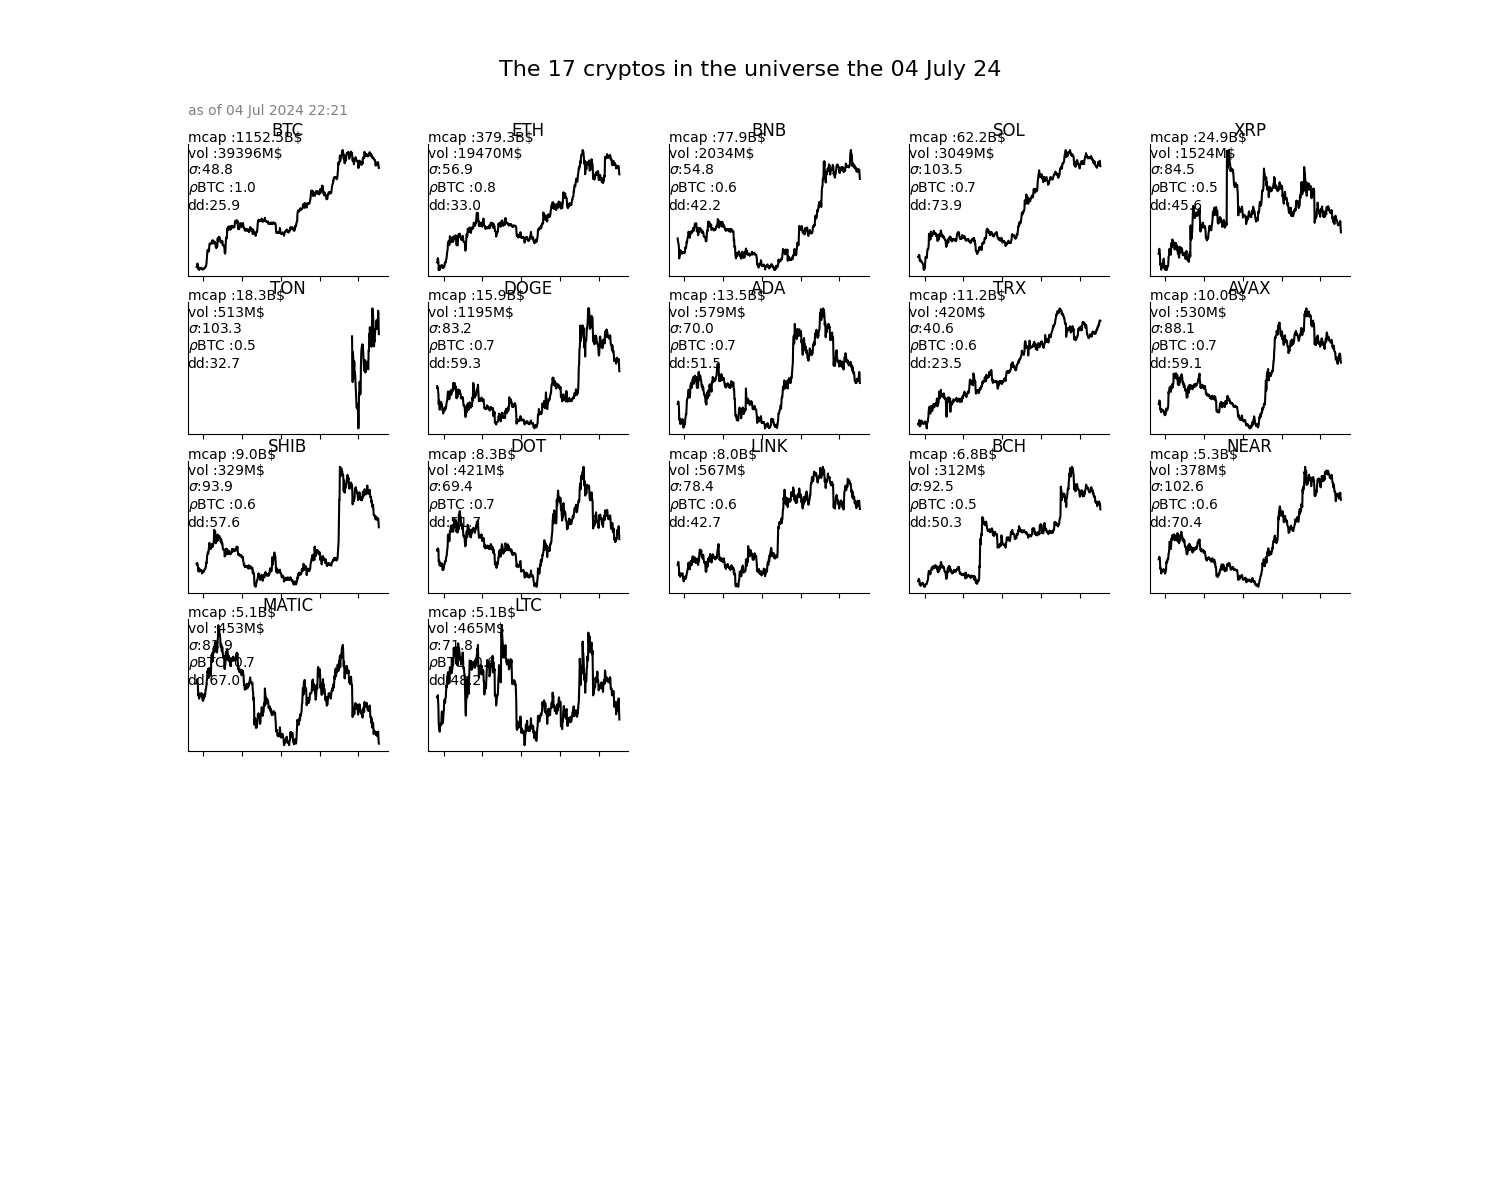 The 17 cryptos in the universe the 04 July 24
as of 04 Jul 2024 22:21
BTC
mcap :1152.5B$
vol :39396M$
σ:48.8
ρBTC :1.0
dd:25.9
ETH
mcap :379.3B$
vol :19470M$
σ:56.9
ρBTC :0.8
dd:33.0
BNB
mcap :77.9B$
vol :2034M$
σ:54.8
ρBTC :0.6
dd:42.2
SOL
mcap :62.2B$
vol :3049M$
σ:103.5
ρBTC :0.7
dd:73.9
XRP
mcap :24.9B$
vol :1524M$
σ:84.5
ρBTC :0.5
dd:45.6
TON
mcap :18.3B$
vol :513M$
σ:103.3
ρBTC :0.5
dd:32.7
DOGE
mcap :15.9B$
vol :1195M$
σ:83.2
ρBTC :0.7
dd:59.3
ADA
mcap :13.5B$
vol :579M$
σ:70.0
ρBTC :0.7
dd:51.5
TRX
mcap :11.2B$
vol :420M$
σ:40.6
ρBTC :0.6
dd:23.5
AVAX
mcap :10.0B$
vol :530M$
σ:88.1
ρBTC :0.7
dd:59.1
SHIB
mcap :9.0B$
vol :329M$
σ:93.9
ρBTC :0.6
dd:57.6
DOT
mcap :8.3B$
vol :421M$
σ:69.4
ρBTC :0.7
LINK
mcap :8.0B$
vol :567M$
σ:78.4
ρBTC :0.6
dd:42.7
BCH
mcap :6.8B$
vol :312M$
σ:92.5
ρBTC :0.5
dd:50.3
NEAR
mcap :5.3B$
vol :378M$
σ:102.6
ρBTC :0.6
dd:70.4
MATIC
mcap :5.1B$
vol :453M$
ρBTC :0.7
dd:67.0
LTC
mcap :5.1B$
vol :465M$
σ:71.8
ρBTC
dd:48.2